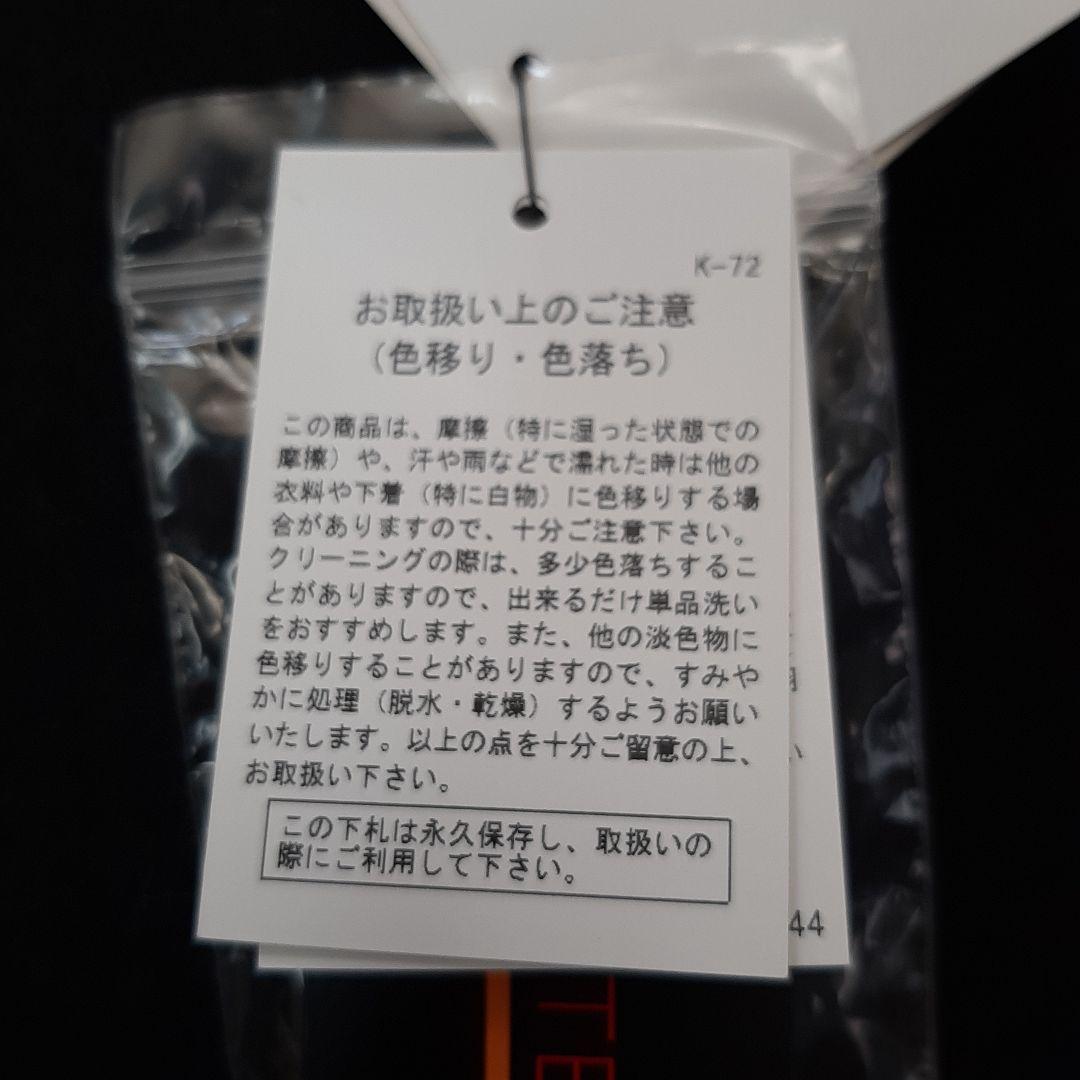 K-72
お取扱い上のご注意
（色移り・色落ち）
この商品は、摩擦（特に湿った状態での
摩擦）や、汗や雨などで濡れた時は他の
衣料や下着（特に白物）に色移りする場
合がありますので、十分ご注意下さい。
クリーニングの際は、多少色落ちするこ
とがありますので、出来るだけ単品洗い
をおすすめします。また、他の淡色物に
色移りすることがありますので、すみや
かに処理（脱水・乾燥）するようお願い
いたします。以上の点を十分ご留意の上、
お取扱い下さい。
この下札は永久保存し、取扱いの
際にご利用して下さい。
い
44
TE